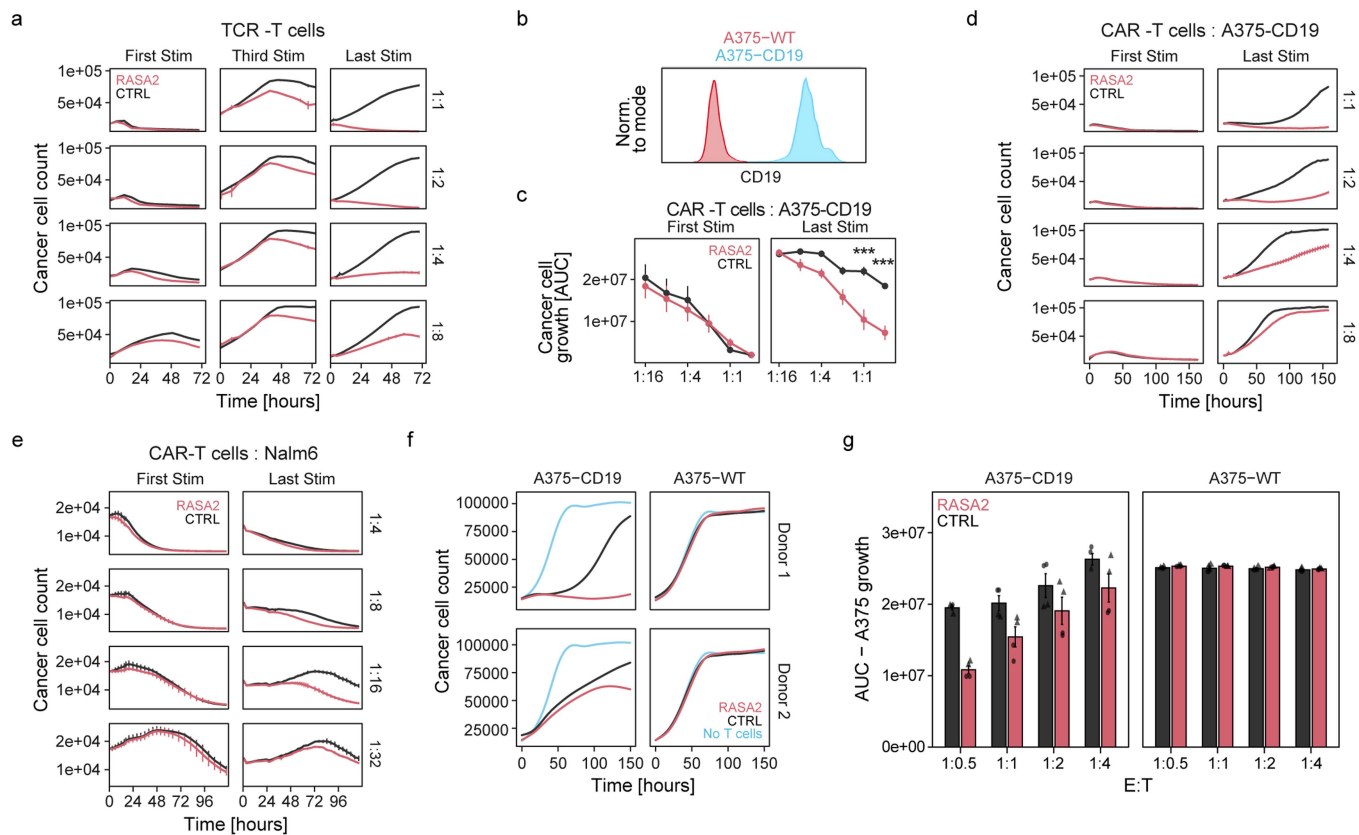 a
TCR -T cells
First Stim
Third Stim
Last Stim
Cancer cell count
1e+05
5e+04
RASA2
CTRL
1:1
1e+05
5e+04
1:2
1e+05
5e+04
1:4
1e+05
5e+04
1:8
0 24 48 72
0 24 48 72
0 24 48 72
Time [hours]
b
A375−WT
A375−CD19
Norm.
to mode
CD19
c
CAR -T cells : A375-CD19
First Stim
Last Stim
Cancer cell
growth [AUC]
2e+07
1e+07
RASA2
CTRL
***
***
1:16 1:4 1:1
1:16 1:4 1:1
d
CAR -T cells : A375-CD19
First Stim
Last Stim
Cancer cell count
1e+05
5e+04
RASA2
CTRL
1:1
1e+05
5e+04
1:2
1e+05
5e+04
1:4
1e+05
5e+04
1:8
0 50 100 150
0 50 100 150
Time [hours]
e
CAR-T cells : Nalm6
First Stim
Last Stim
Cancer cell count
2e+04
1e+04
RASA2
CTRL
1:4
2e+04
1e+04
1:8
2e+04
1e+04
1:16
2e+04
1e+04
1:32
0 24 48 72 96
0 24 48 72 96
Time [hours]
f
A375−CD19
A375−WT
Cancer cell count
100000
75000
50000
25000
Donor 1
100000
75000
50000
25000
RASA2
CTRL
No T cells
Donor 2
0 50 100 150
0 50 100 150
Time [hours]
g
A375−CD19
A375−WT
AUC − A375 growth
RASA2
CTRL
3e+07
2e+07
1e+07
0e+00
1:0.5 1:1 1:2 1:4
1:0.5 1:1 1:2 1:4
E:T